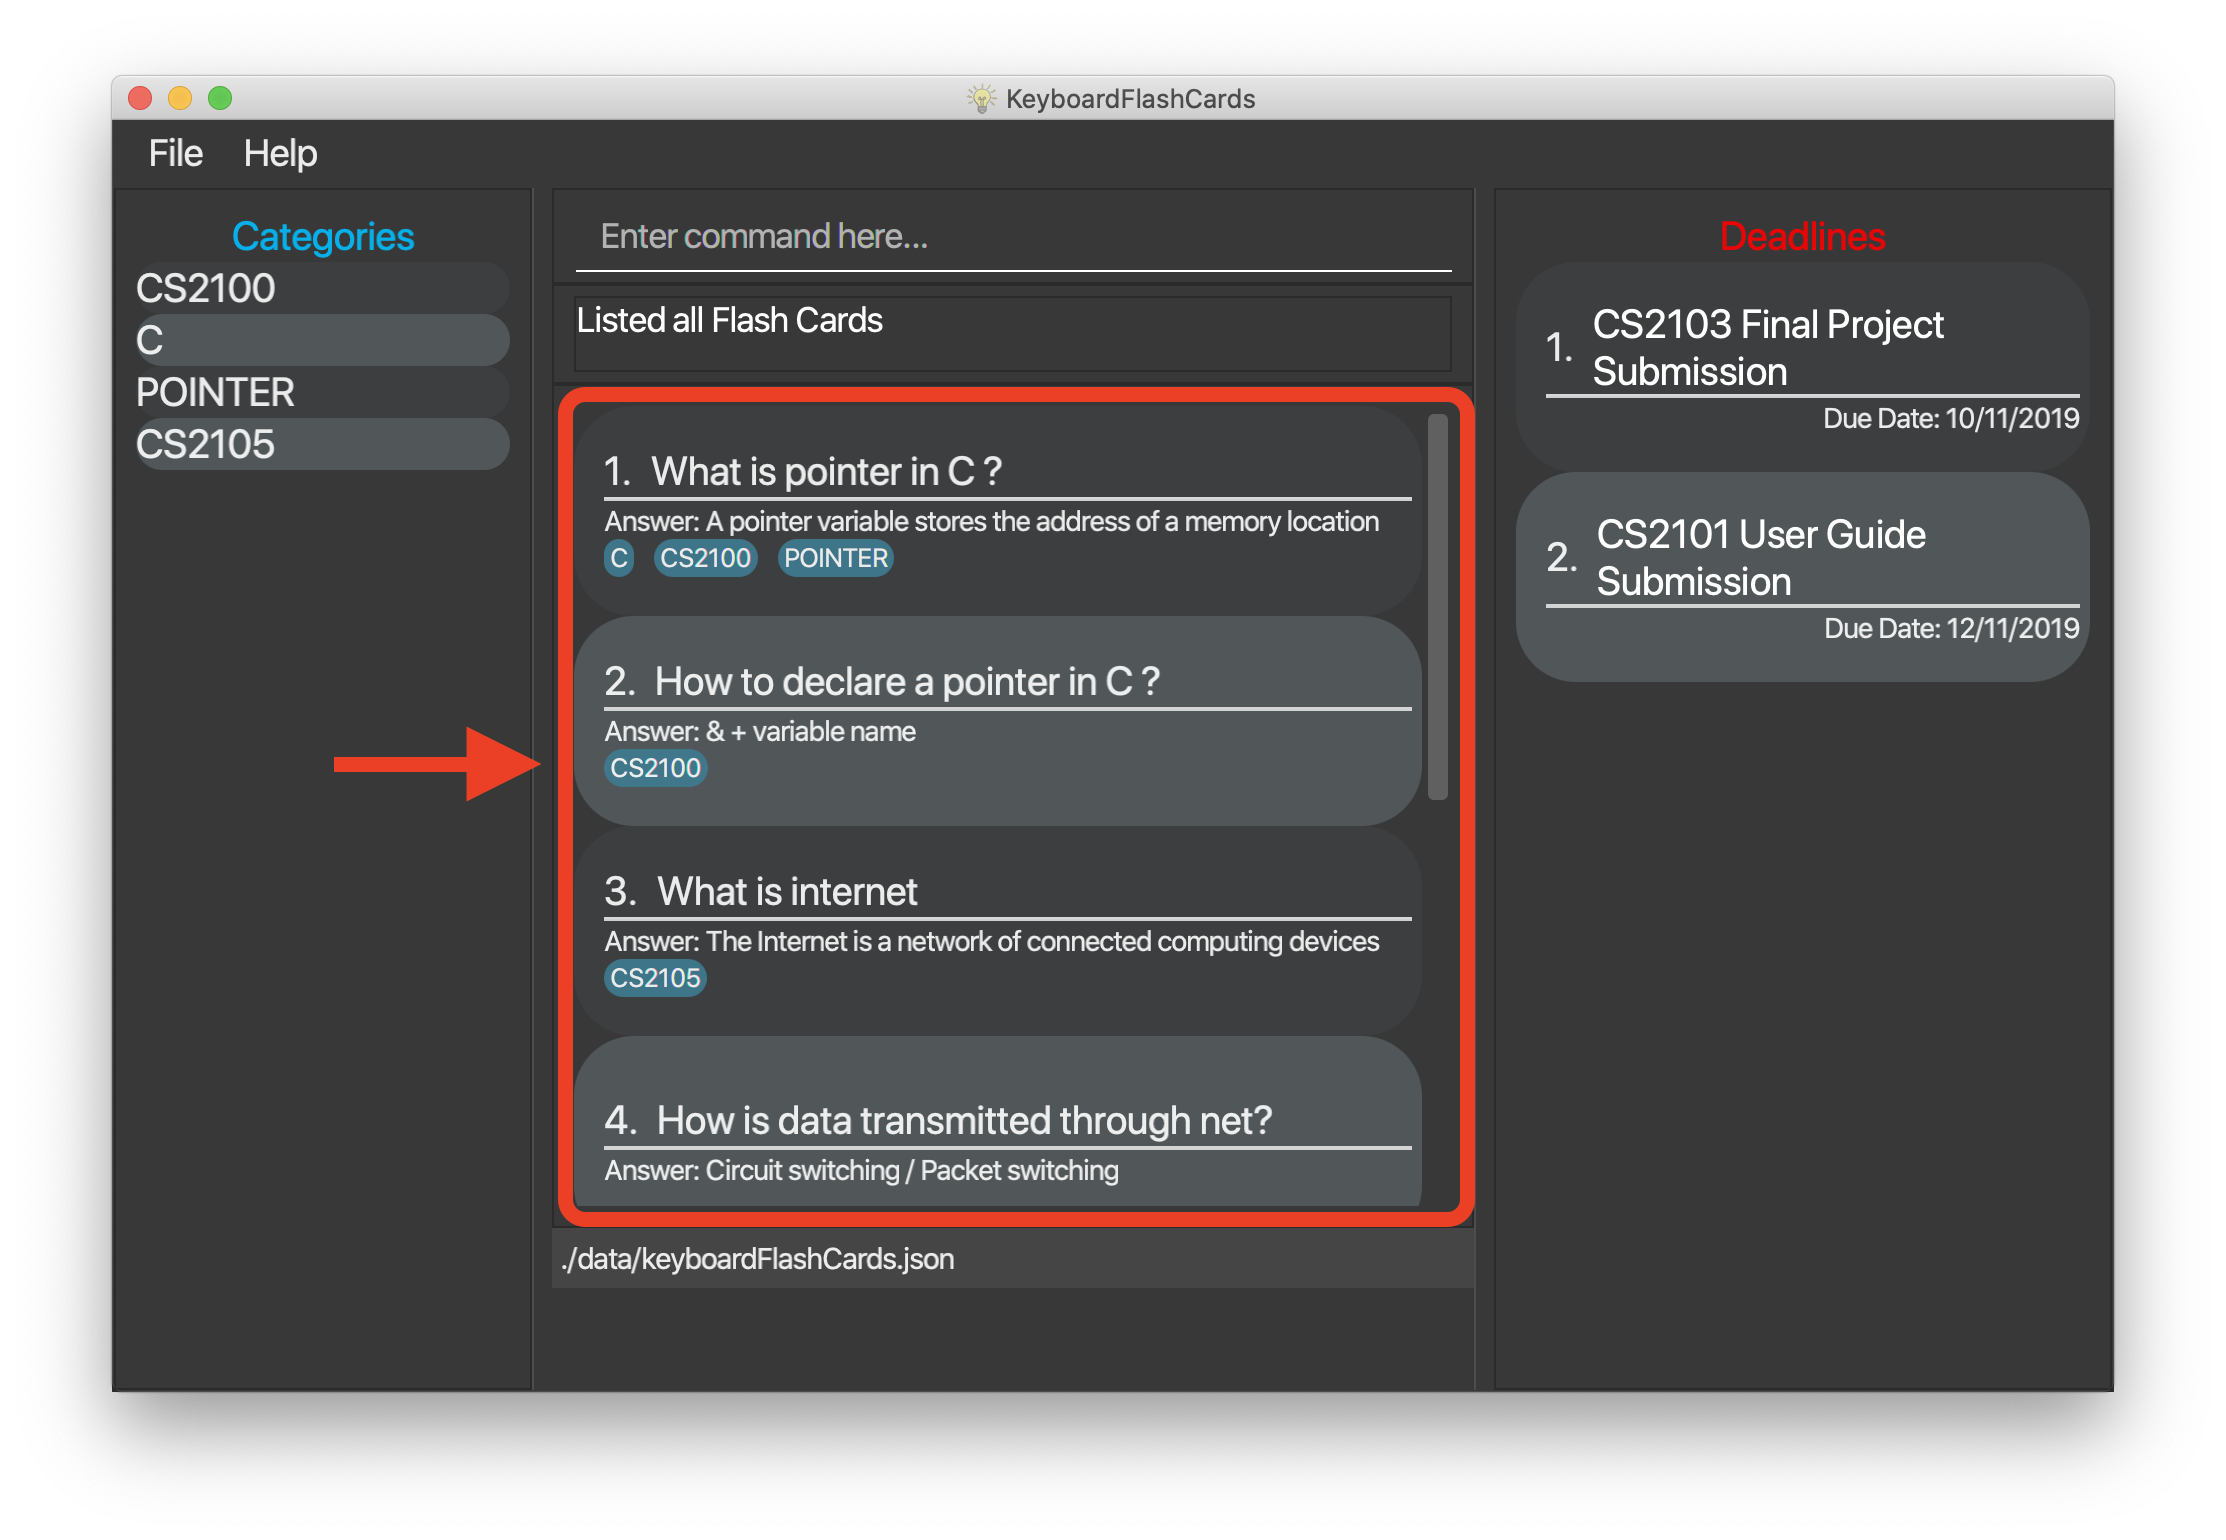 KeyboardFlashCards
File Help
Categories
CS2100
C
POINTER
CS2105
Enter command here...
Listed all Flash Cards
1. What is pointer in C ?
Answer: A pointer variable stores the address of a memory location
C CS2100 POINTER
2. How to declare a pointer in C ?
Answer: & + variable name
CS2100
3. What is internet
Answer: The Internet is a network of connected computing devices
CS2105
4. How is data transmitted through net?
Answer: Circuit switching / Packet switching
./data/keyboardFlashCards.json
Deadlines
1. CS2103 Final Project
Submission
Due Date: 10/11/2019
2. CS2101 User Guide
Submission
Due Date: 12/11/2019